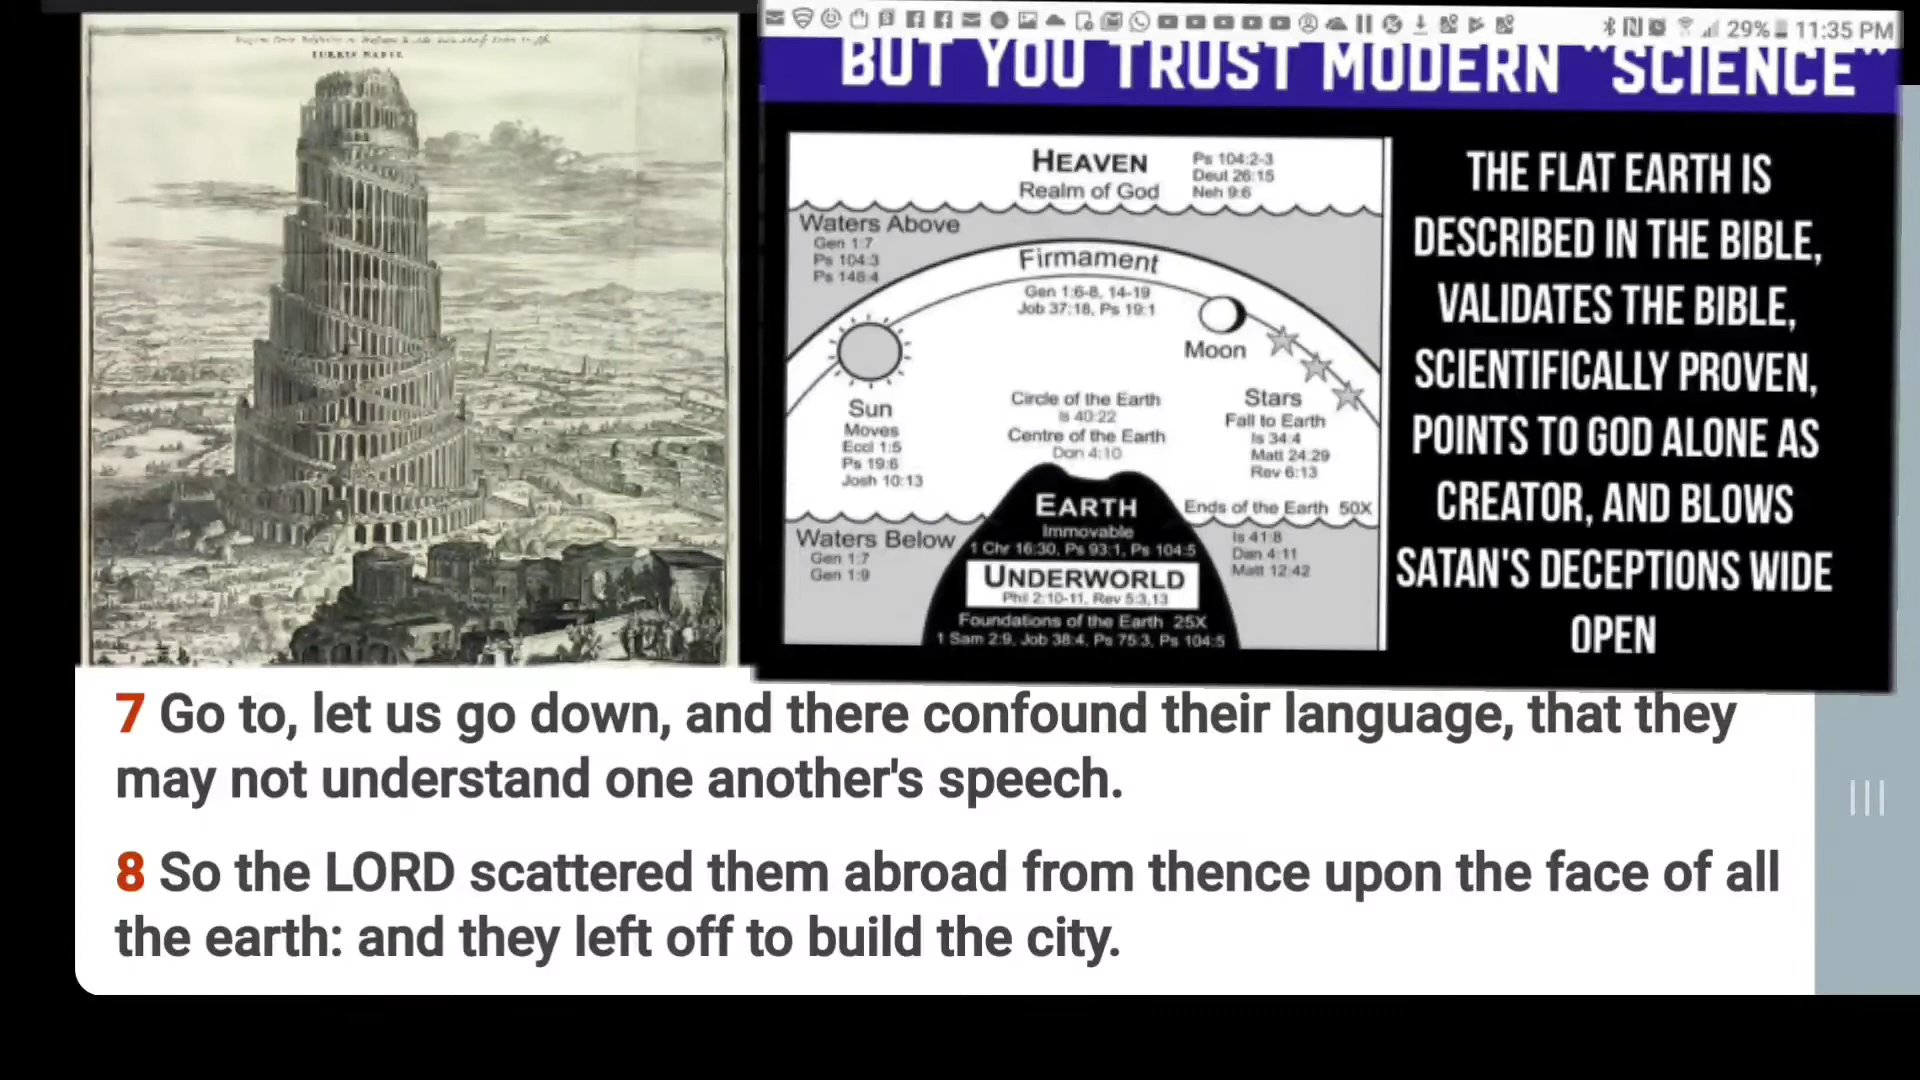 TURRIS BABEL
29% 11:35 PM
BUT YOU TRUST MODERN "SCIENCE"
HEAVEN
Realm of God
Ps 104:2-3
Deut 26:15
Neh 9:6
Waters Above
Gen 1:7
Ps 104:3
Ps 148:4
Firmament
Gen 1:6-8, 14-19
Job 37:18, Ps 19:1
Moon
Sun
Moves
Eccl 1:5
Ps 19:6
Josh 10:13
Circle of the Earth
Is 40:22
Centre of the Earth
Dan 4:10
Stars
Fall to Earth
Is 34:4
Matt 24:29
Rev 6:13
EARTH
Immovable
1 Chr 16:30, Ps 93:1, Ps 104:5
Ends of the Earth 50X
Is 41:8
Dan 4:11
Matt 12:42
Waters Below
Gen 1:7
Gen 1:9
UNDERWORLD
Phil 2:10-11, Rev 5:3,13
Foundations of the Earth 25X
1 Sam 2:9, Job 38:4, Ps 75:3, Ps 104:5
THE FLAT EARTH IS
DESCRIBED IN THE BIBLE,
VALIDATES THE BIBLE,
SCIENTIFICALLY PROVEN,
POINTS TO GOD ALONE AS
CREATOR, AND BLOWS
SATAN'S DECEPTIONS WIDE
OPEN
7 Go to, let us go down, and there confound their language, that they
may not understand one another's speech.
8 So the LORD scattered them abroad from thence upon the face of all
the earth: and they left off to build the city.